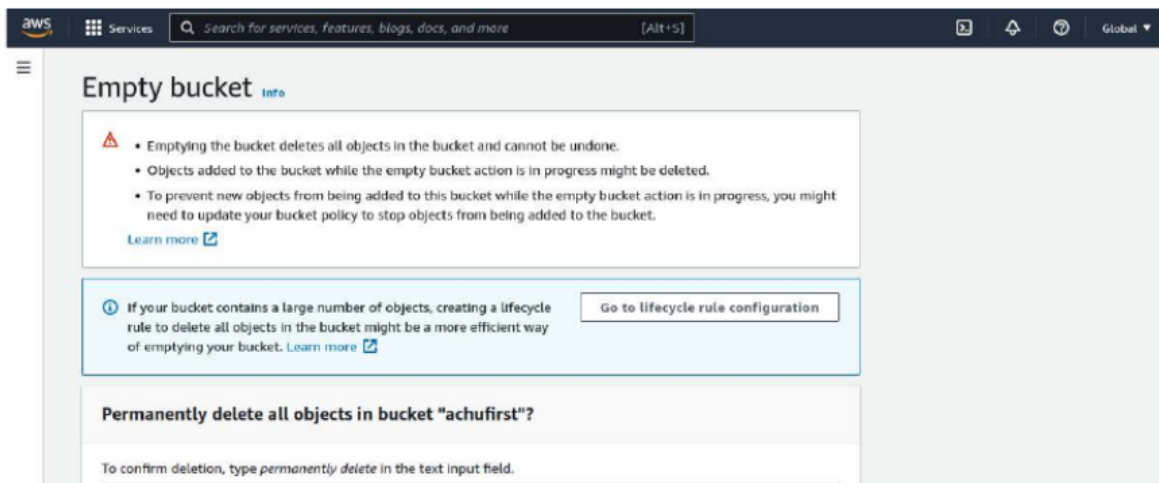 aws Services Search for services, features, blogs, docs, and more [Alt+S] Global
Empty bucket Info
• Emptying the bucket deletes all objects in the bucket and cannot be undone.
• Objects added to the bucket while the empty bucket action is in progress might be deleted.
• To prevent new objects from being added to this bucket while the empty bucket action is in progress, you might
need to update your bucket policy to stop objects from being added to the bucket.
Learn more
If your bucket contains a large number of objects, creating a lifecycle
rule to delete all objects in the bucket might be a more efficient way
of emptying your bucket. Learn more
Go to lifecycle rule configuration
Permanently delete all objects in bucket "achufirst"?
To confirm deletion, type permanently delete in the text input field.